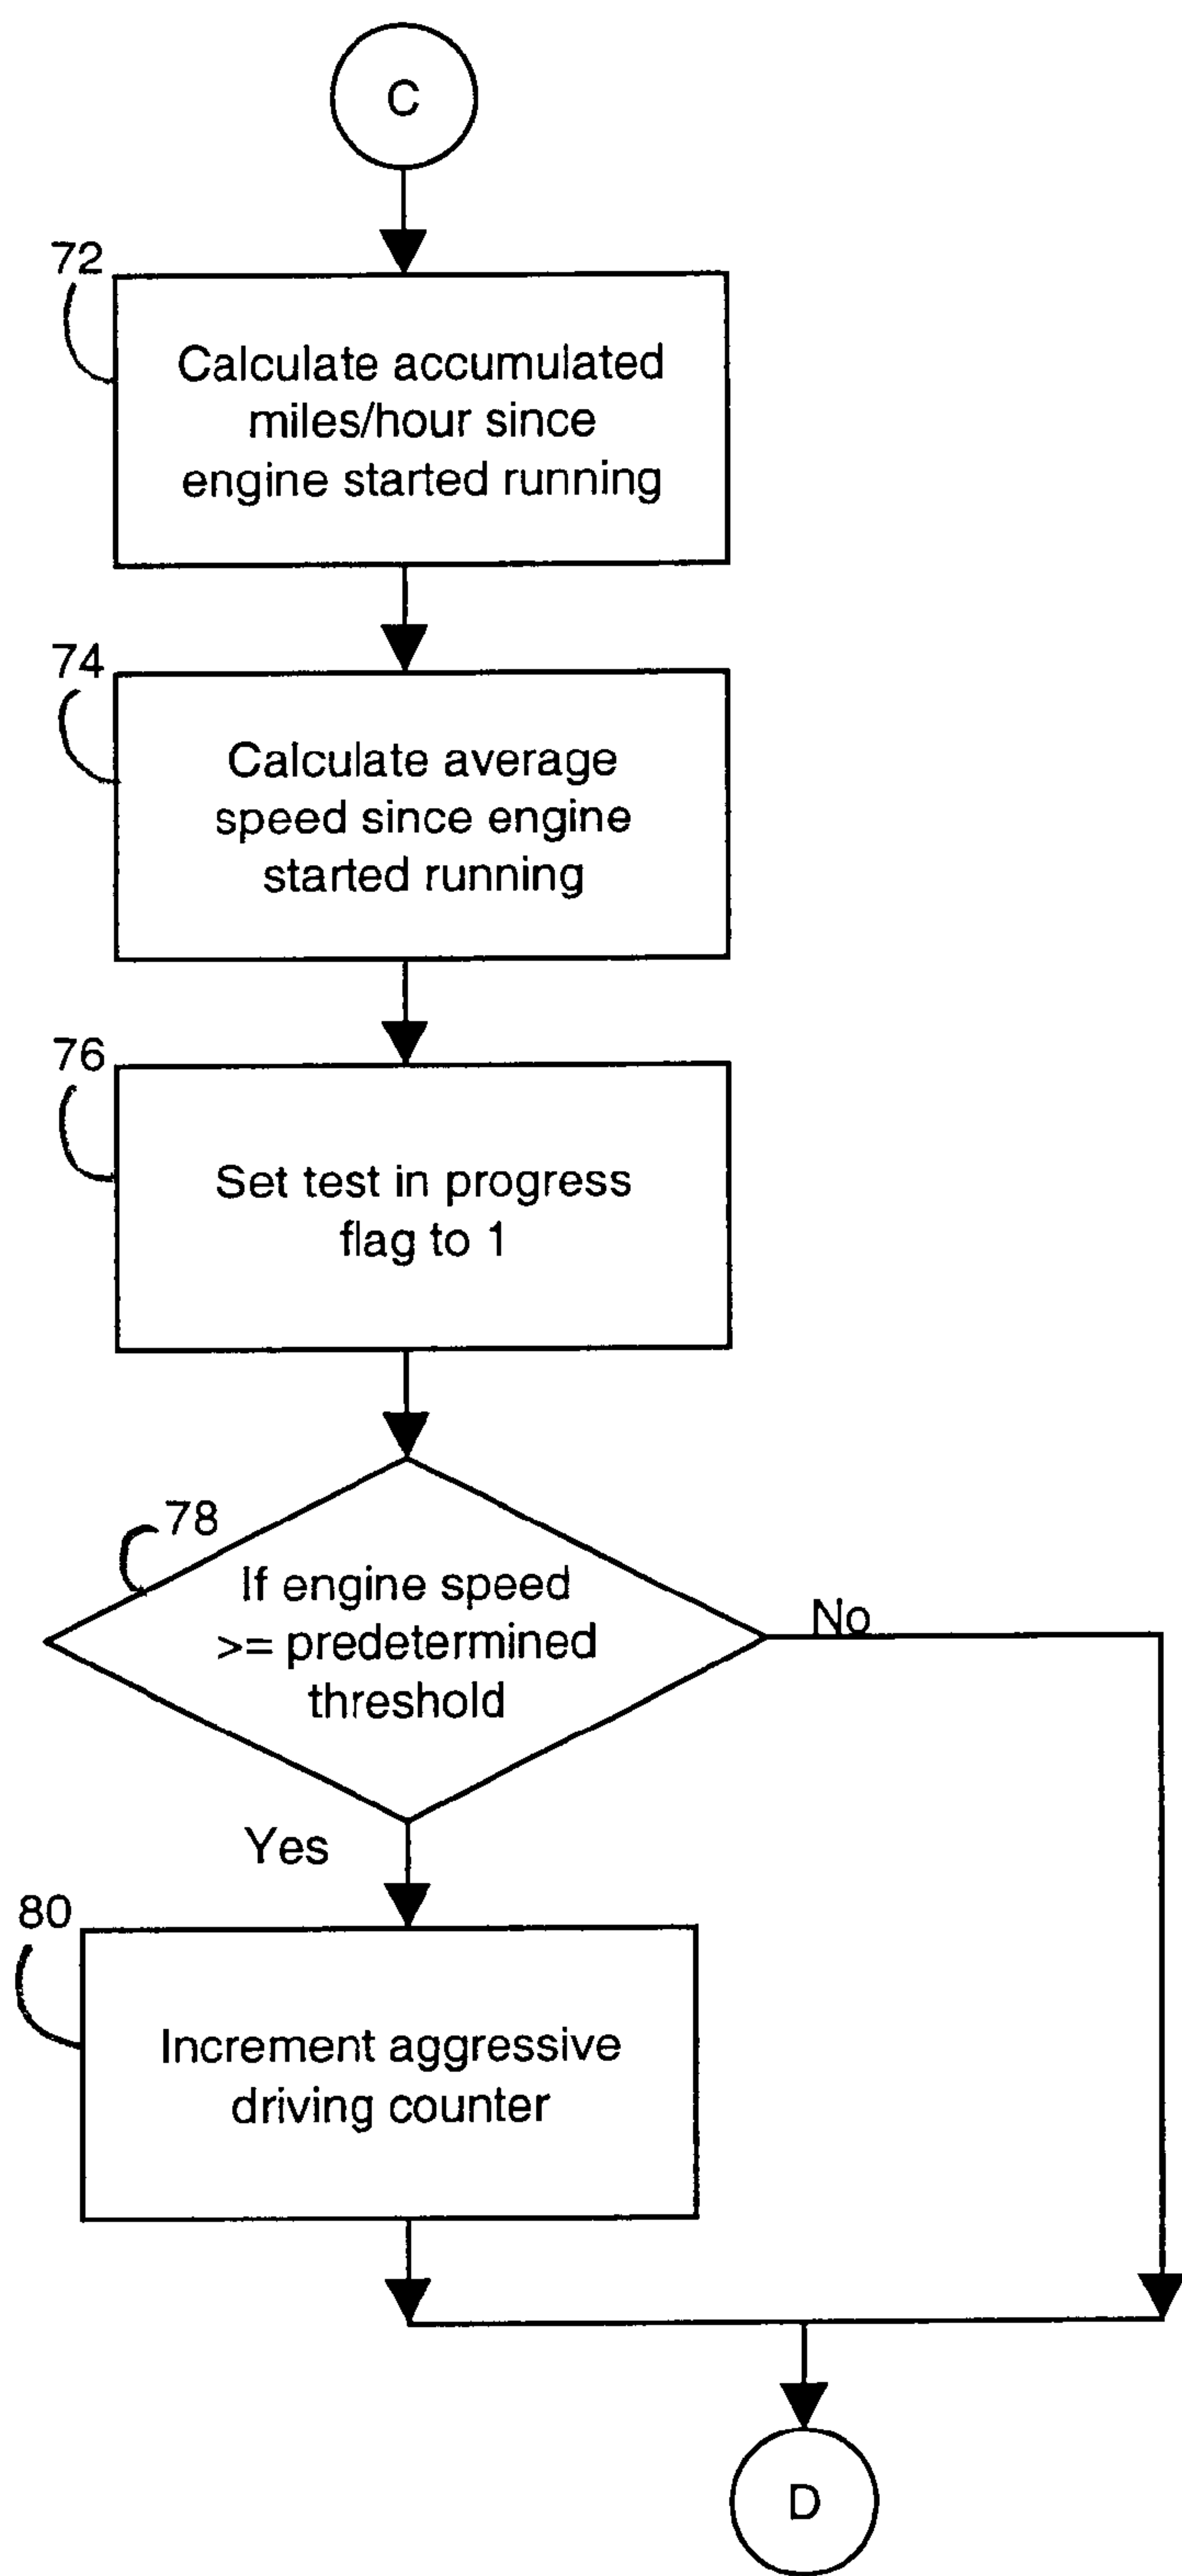 C
72
Calculate accumulated
miles/hour since
engine started running
74
Calculate average
speed since engine
started running
76
Set test in progress
flag to 1
78
If engine speed
>= predetermined
threshold
No
Yes
80
Increment aggressive
driving counter
D